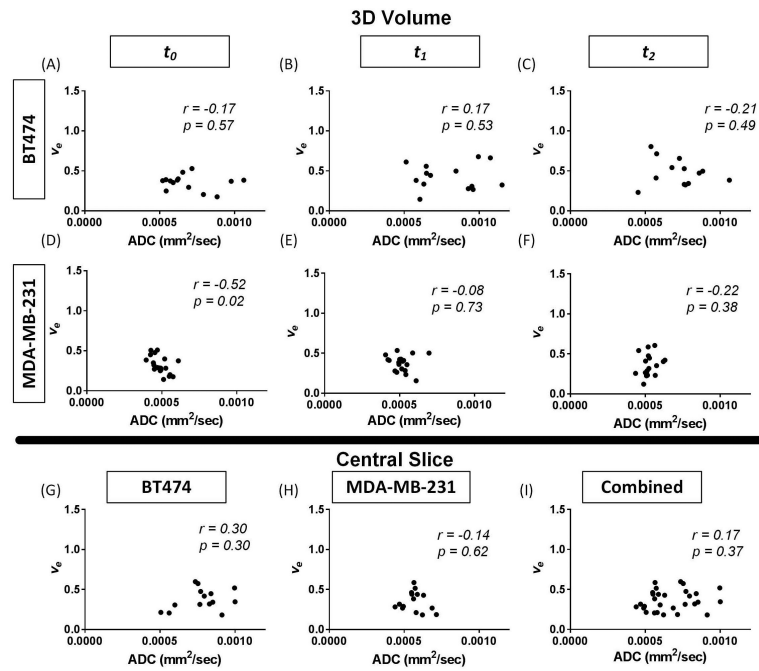 3D Volume
t0
t1
t2
BT474
(A)
r = -0.17
p = 0.57
ve
1.5
1.0
0.5
0.0
0.0000
0.0005
0.0010
ADC (mm2/sec)
(B)
r = 0.17
p = 0.53
ve
1.5
1.0
0.5
0.0
0.0000
0.0005
0.0010
ADC (mm2/sec)
(C)
r = -0.21
p = 0.49
ve
1.5
1.0
0.5
0.0
0.0000
0.0005
0.0010
ADC (mm2/sec)
MDA-MB-231
(D)
r = -0.52
p = 0.02
ve
1.5
1.0
0.5
0.0
0.0000
0.0005
0.0010
ADC (mm2/sec)
(E)
r = -0.08
p = 0.73
ve
1.5
1.0
0.5
0.0
0.0000
0.0005
0.0010
ADC (mm2/sec)
(F)
r = -0.22
p = 0.38
ve
1.5
1.0
0.5
0.0
0.0000
0.0005
0.0010
ADC (mm2/sec)
Central Slice
(G)
BT474
r = 0.30
p = 0.30
ve
1.5
1.0
0.5
0.0
0.0000
0.0005
0.0010
ADC (mm2/sec)
(H)
MDA-MB-231
r = -0.14
p = 0.62
ve
1.5
1.0
0.5
0.0
0.0000
0.0005
0.0010
ADC (mm2/sec)
(I)
Combined
r = 0.17
p = 0.37
ve
1.5
1.0
0.5
0.0
0.0000
0.0005
0.0010
ADC (mm2/sec)